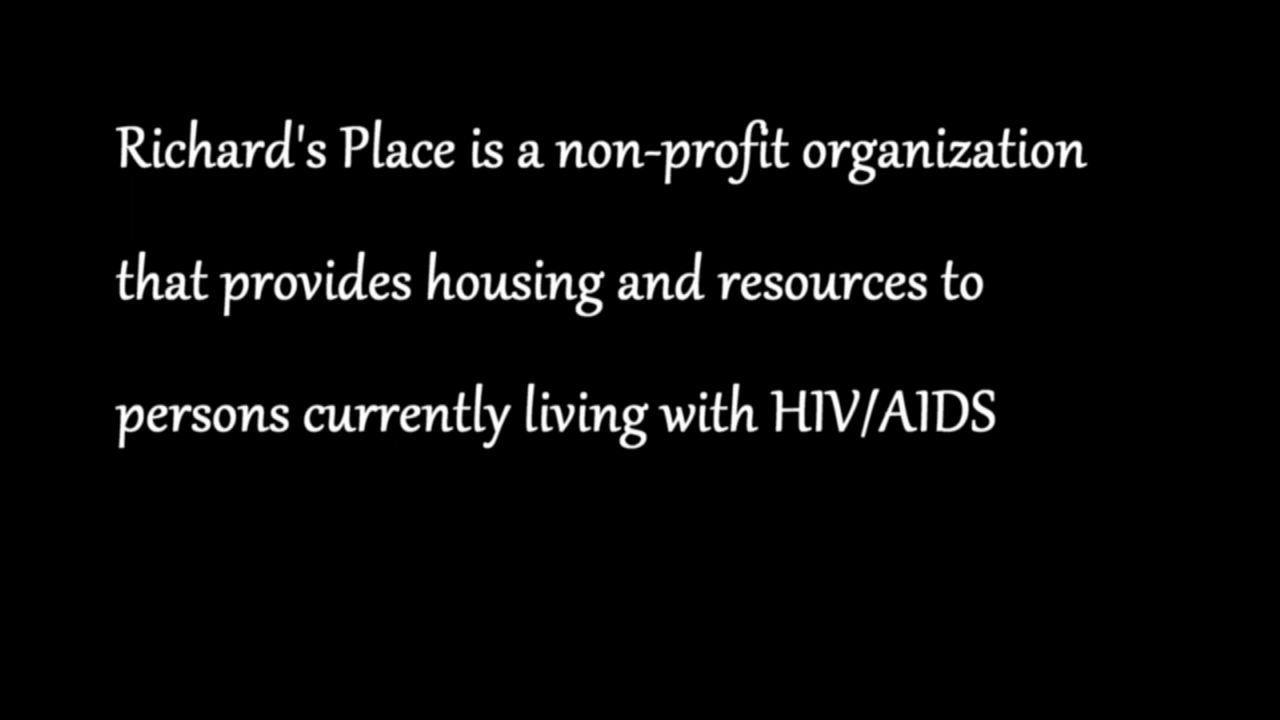 Richard's Place is a non-profit organization
that provides housing and resources to
persons currently living with HIV/AIDS